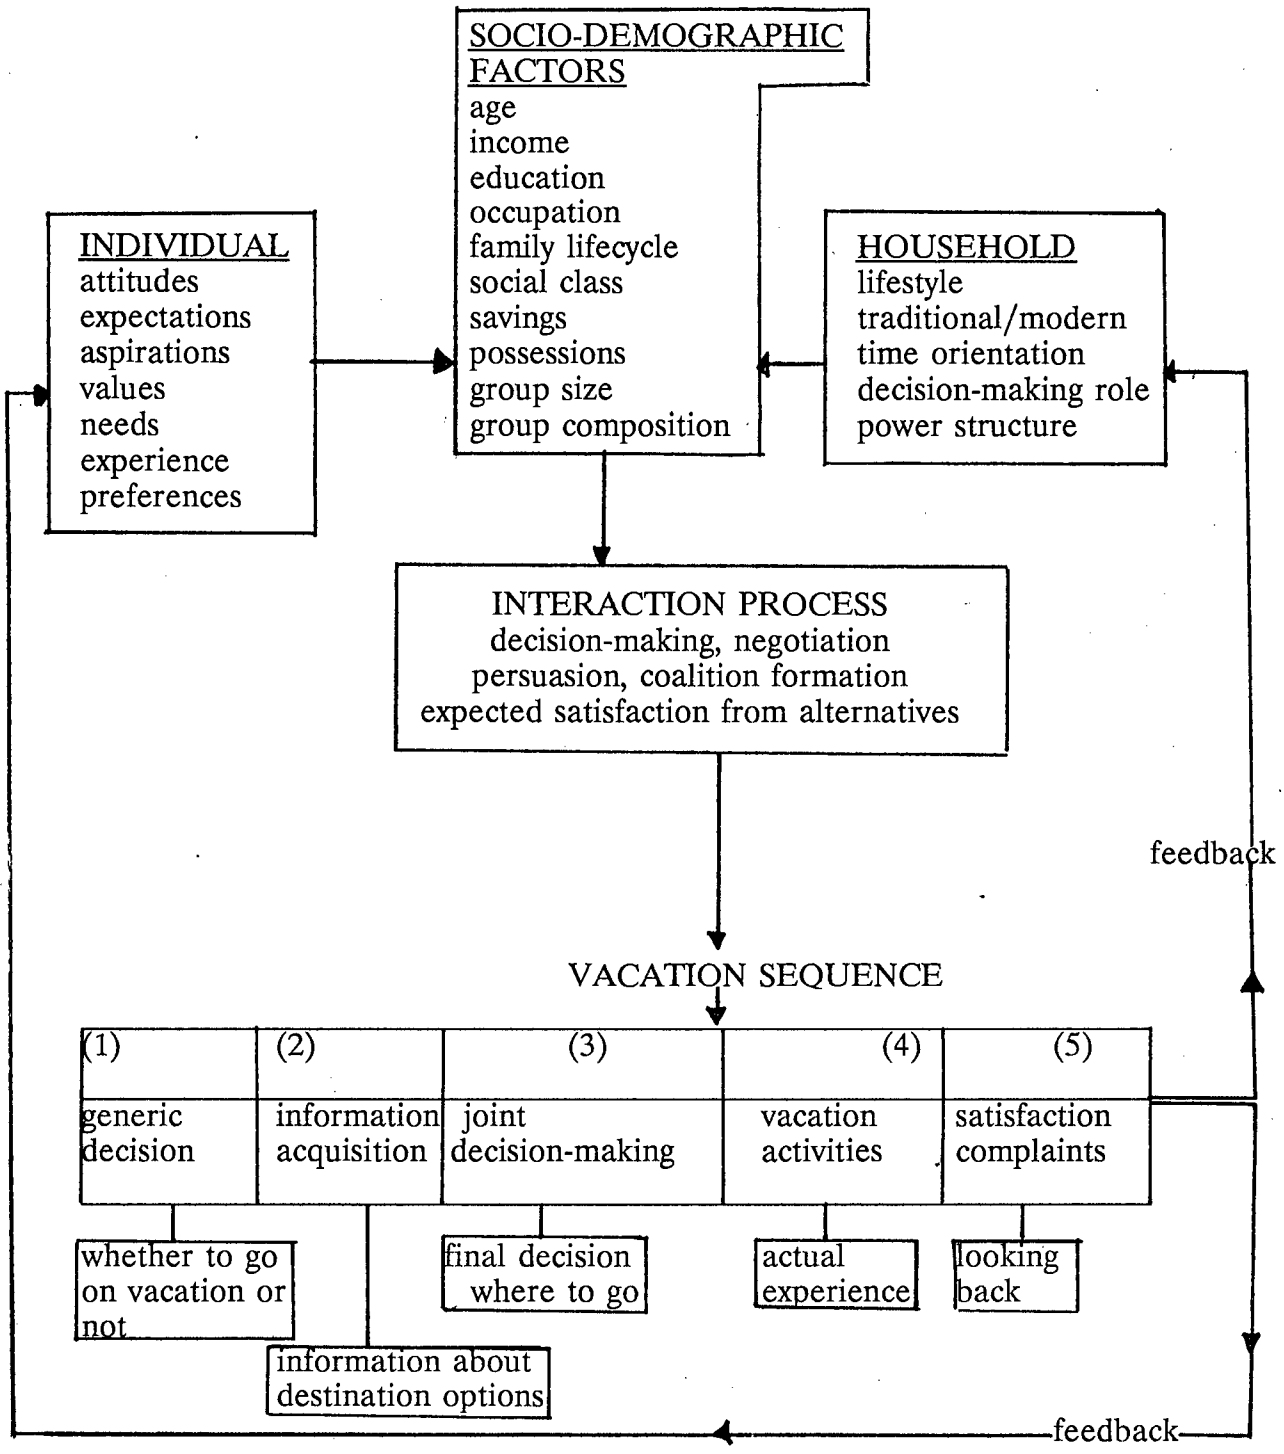 SOCIO-DEMOGRAPHIC
FACTORS
age
income
education
occupation
family lifecycle
social class
savings
possessions
group size
group composition
INDIVIDUAL
attitudes
expectations
aspirations
values
needs
experience
preferences
HOUSEHOLD
lifestyle
traditional/modern
time orientation
decision-making role
power structure
INTERACTION PROCESS
decision-making, negotiation
persuasion, coalition formation
expected satisfaction from alternatives
feedback
VACATION SEQUENCE
(1)
generic
decision
(2)
information
acquisition
(3)
joint
decision-making
(4)
vacation
activities
(5)
satisfaction
complaints
whether to go
on vacation or
not
information about
destination options
final decision
where to go
actual
experience
looking
back
feedback